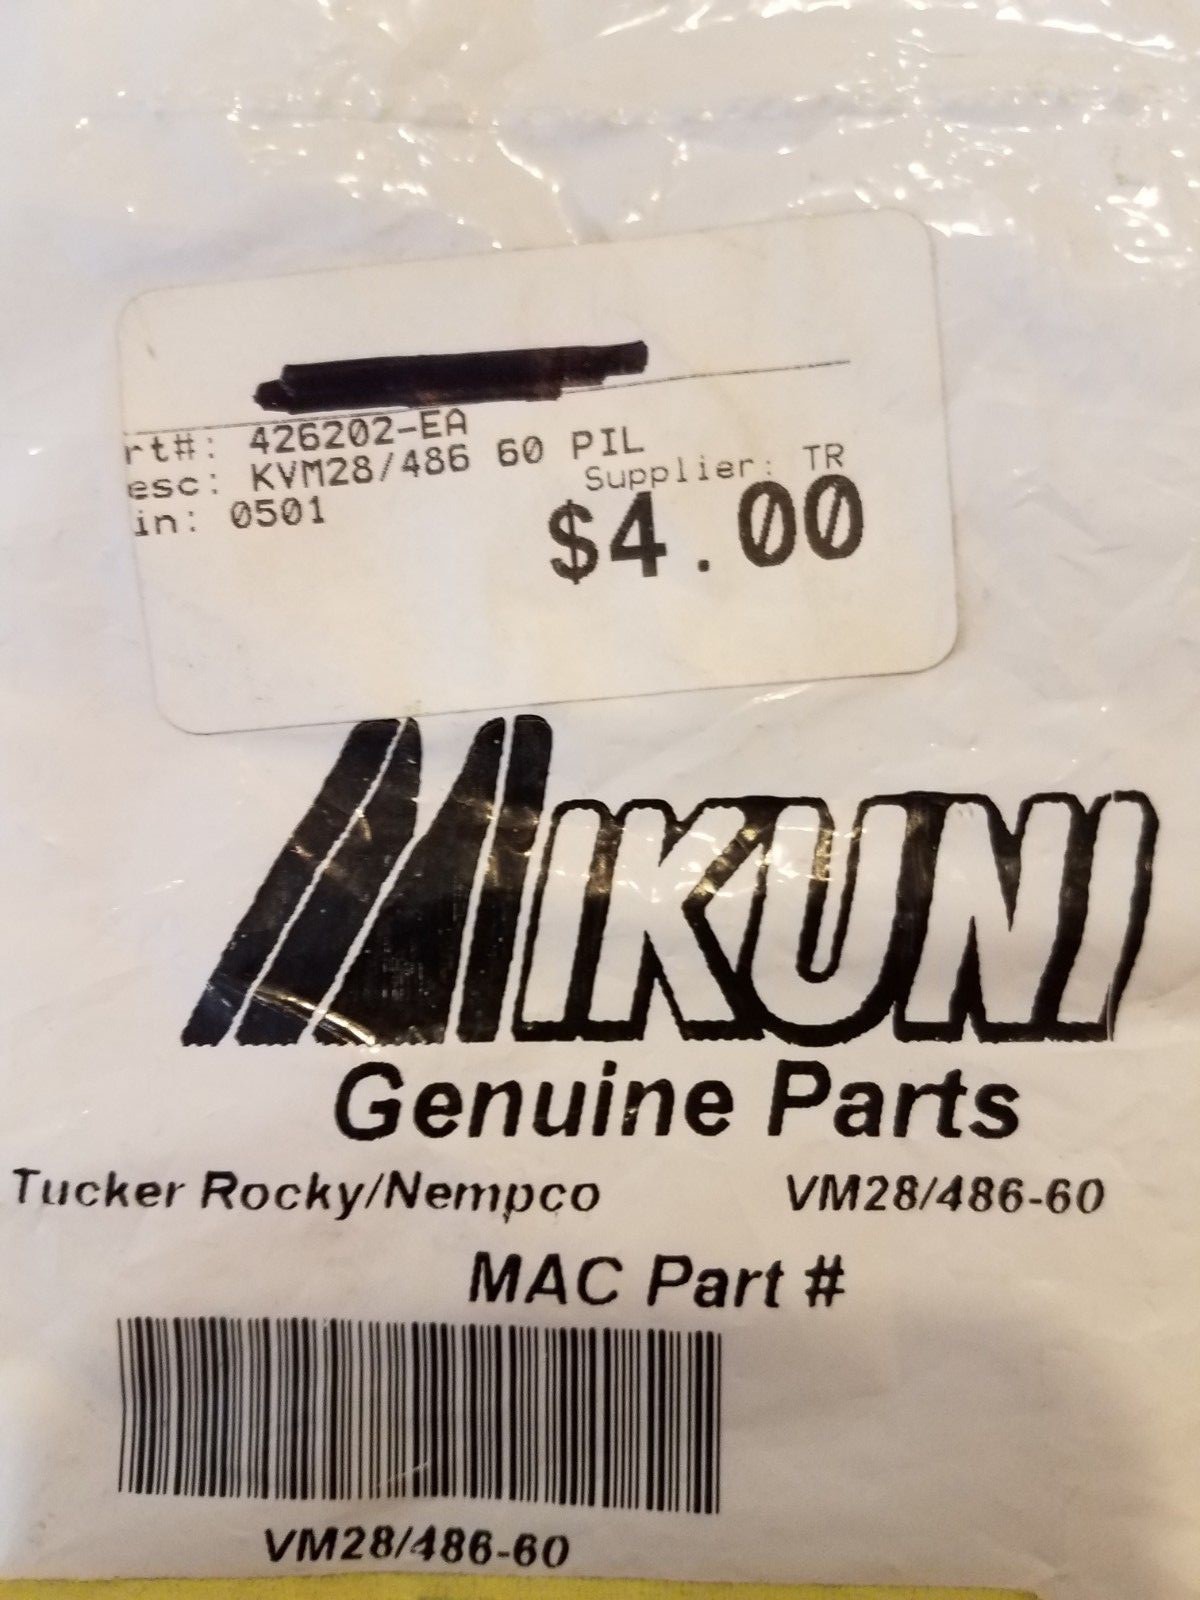 rt#: 426202-EA
esc: KVM28/486 60 PIL
Supplier: TR
in: 0501
$4.00
MIKUNI
Genuine Parts
Tucker Rocky/Nempco VM28/486-60
MAC Part #
VM28/486-60